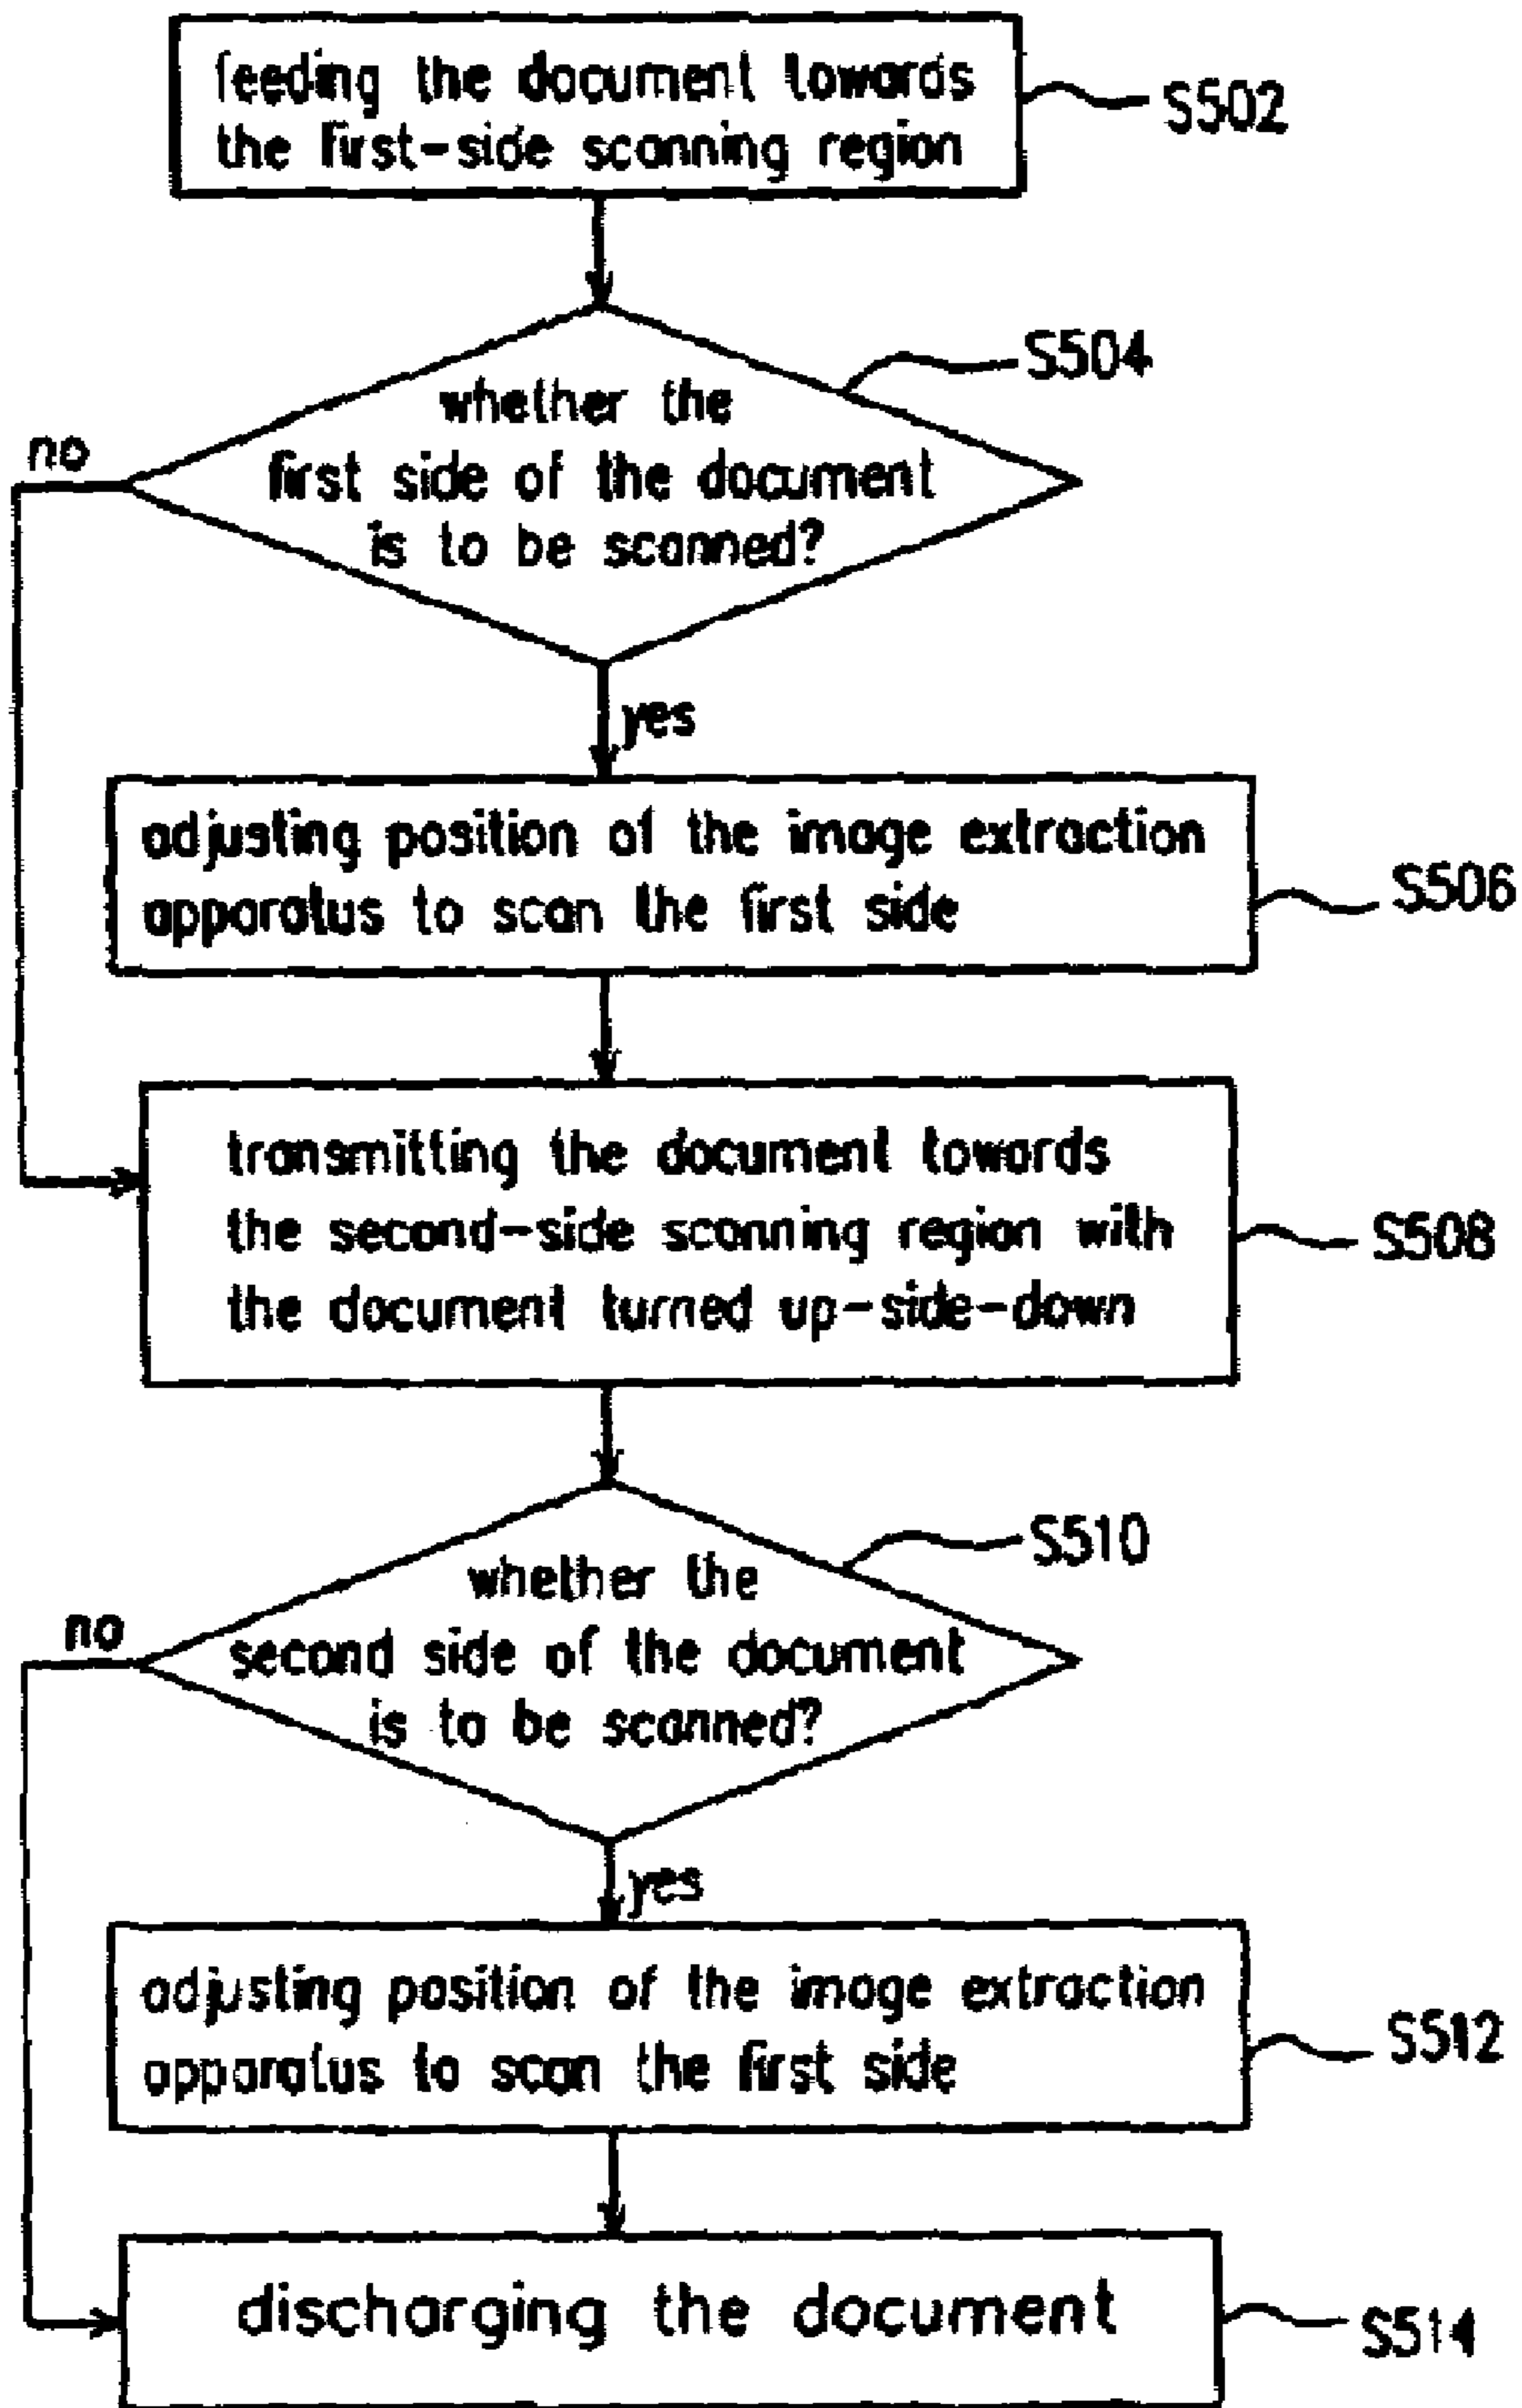 feeding the document towards
the first-side scanning region
S502
S504
whether the
first side of the document
is to be scanned?
no
yes
adjusting position of the image extraction
apparatus to scan the first side
S506
transmitting the document towards
the second-side scanning region with
the document turned up-side-down
S508
S510
whether the
second side of the document
is to be scanned?
no
yes
adjusting position of the image extraction
apparatus to scan the first side
S512
discharging the document
S514